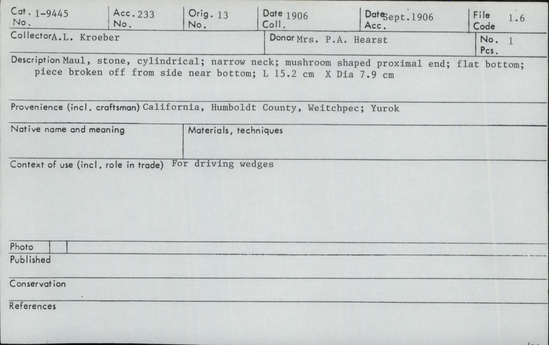 Cat. 1-9445 No. Acc. 233 No. Orig. 13 No. Date 1906 Coll. Date Sept. 1906 Acc. File 1.6 Code
Collector A.L. Kroeber Donor Mrs. P.A. Hearst No. 1 Pcs.
Description Maul, stone, cylindrical; narrow neck; mushroom shaped proximal end; flat bottom;
piece broken off from side near bottom; L 15.2 cm X Dia 7.9 cm
Provenience (incl. craftsman) California, Humboldt County, Weitchpec; Yurok
Native name and meaning Materials, techniques
Context of use (incl. role in trade) For driving wedges
Photo
Published
Conservation
References